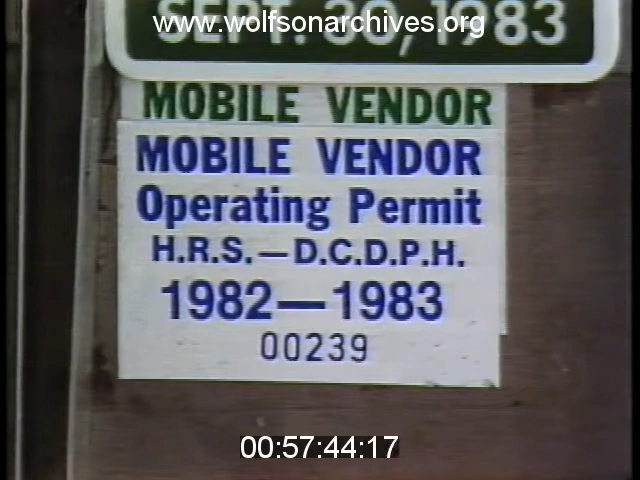 www.wolfsonarchives.org
SEPT. 30, 1983
MOBILE VENDOR
MOBILE VENDOR
Operating Permit
H.R.S.—D.C.D.P.H.
1982—1983
00239
00:57:44:17